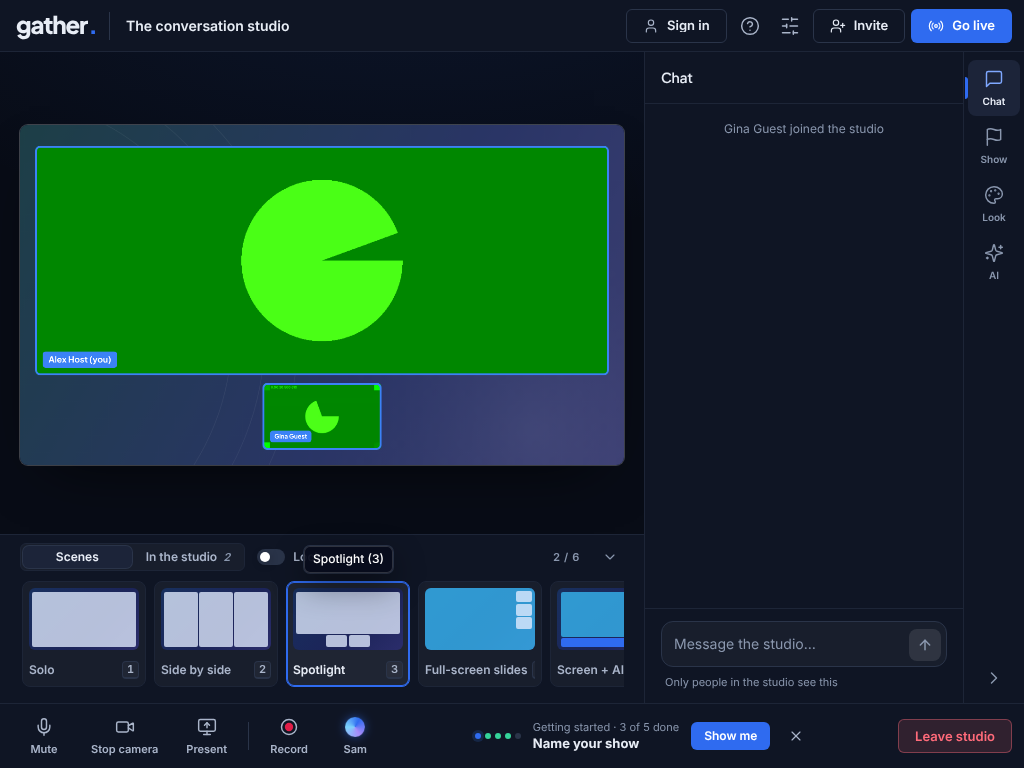 gather.
The conversation studio
Sign in
Invite
Go live
Chat
Gina Guest joined the studio
Chat
Show
Look
AI
Alex Host (you)
Gina Guest
Scenes
In the studio 2
Spotlight (3)
2 / 6
Solo 1
Side by side 2
Spotlight 3
Full-screen slides
Screen + AI
Message the studio...
Only people in the studio see this
Mute
Stop camera
Present
Record
Sam
Getting started · 3 of 5 done
Name your show
Show me
Leave studio